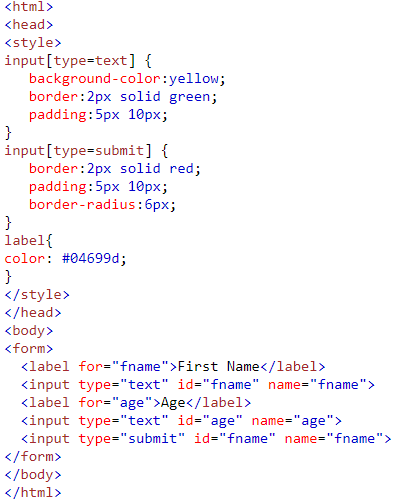 <html>
<head>
<style>
input[type=text] {
   background-color:yellow;
   border:2px solid green;
   padding:5px 10px;
}
input[type=submit] {
   border:2px solid red;
   padding:5px 10px;
   border-radius:6px;
}
label{
color: #04699d;
}
</style>
</head>
<body>
<form>
  <label for="fname">First Name</label>
  <input type="text" id="fname" name="fname">
  <label for="age">Age</label>
  <input type="text" id="age" name="age">
  <input type="submit" id="fname" name="fname">
</form>
</body>
</html>